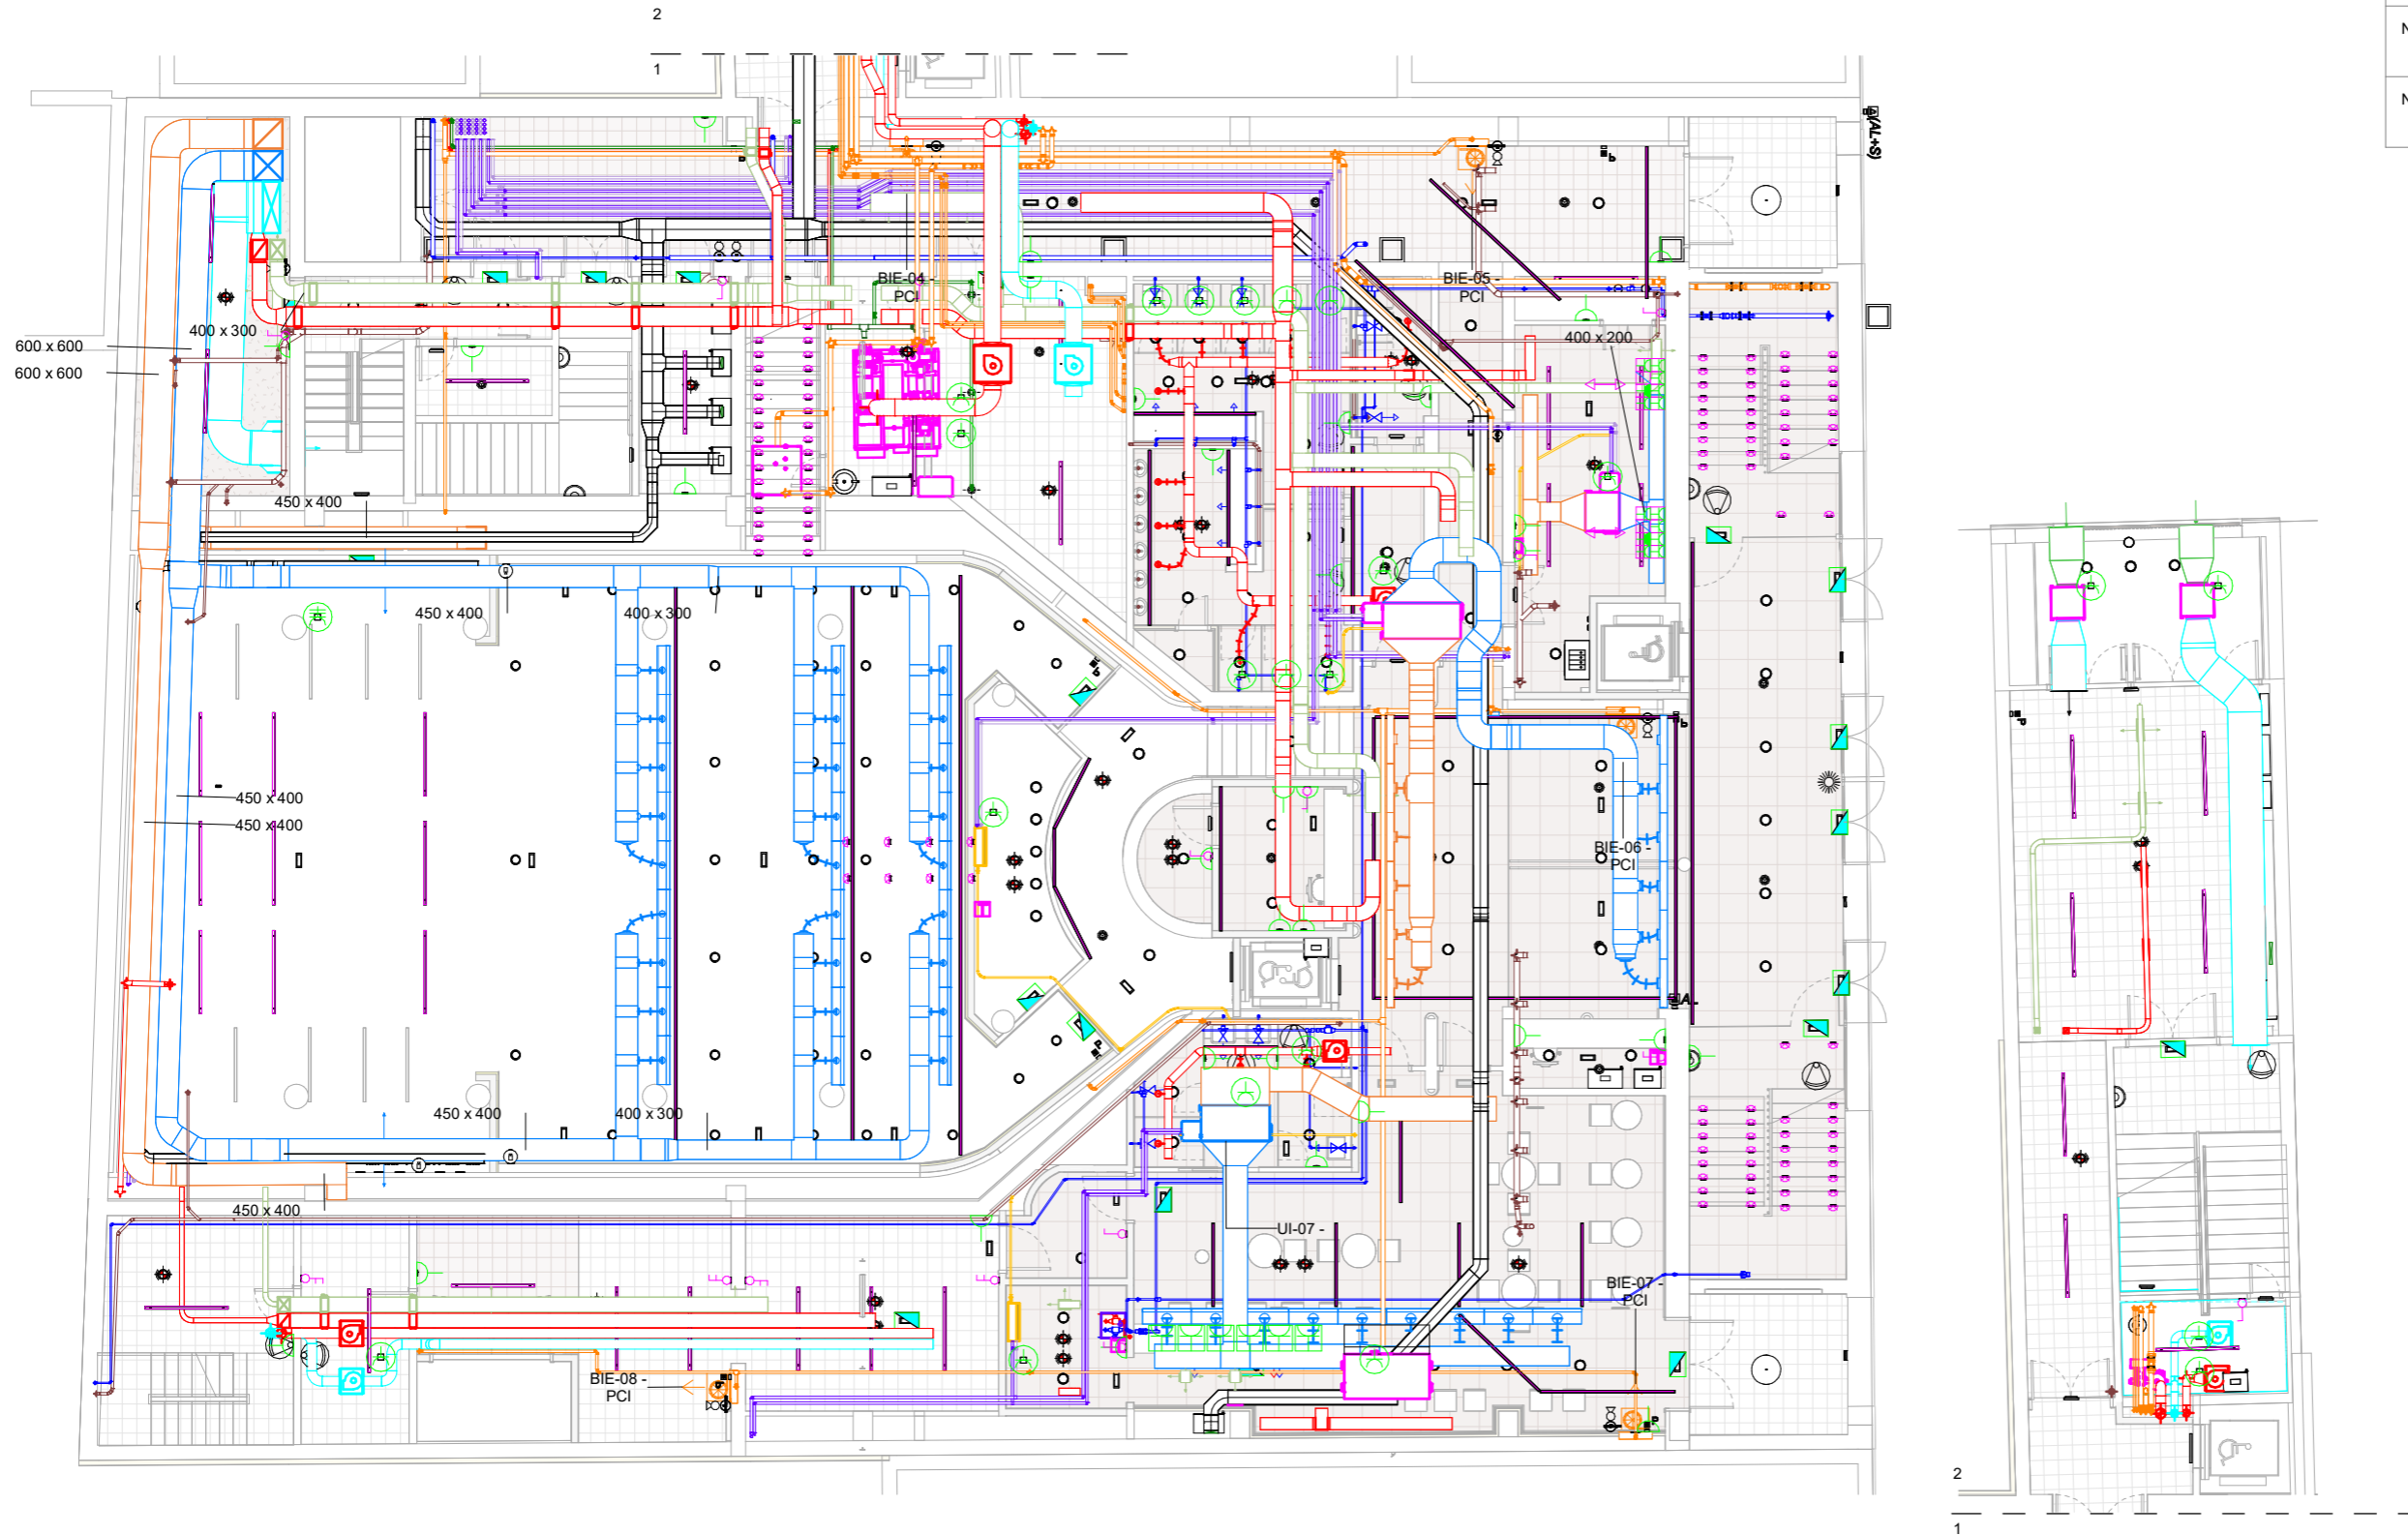 2
1
N
N
(AL+S)
BIE-04 -
PCI
BIE-05 -
PCI
400 x 300
600 x 600
600 x 600
400 x 200
450 x 400
450 x 400
400 x 300
450 x 400
450 x 400
BIE-06 -
PCI
A
450 x 400
400 x 300
450 x 400
UI-07 -
BIE-07 -
PCI
BIE-08 -
PCI
2
1